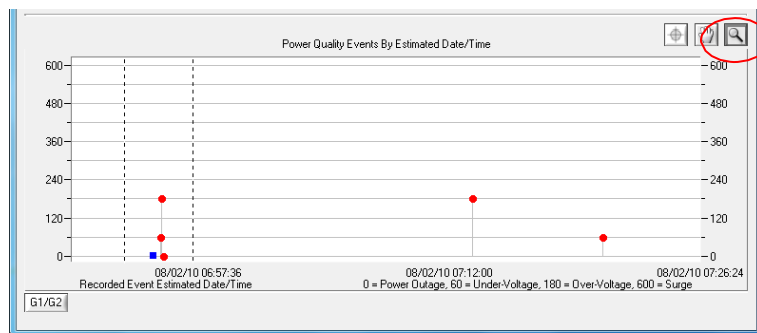 Power Quality Events By Estimated Date/Time
600 600
480 480
360 360
240 240
120 120
0 0
08/02/10 06:57:36 08/02/10 07:12:00 08/02/10 07:26:24
Recorded Event Estimated Date/Time 0 = Power Outage, 60 = Under-Voltage, 180 = Over-Voltage, 600 = Surge
G1/G2